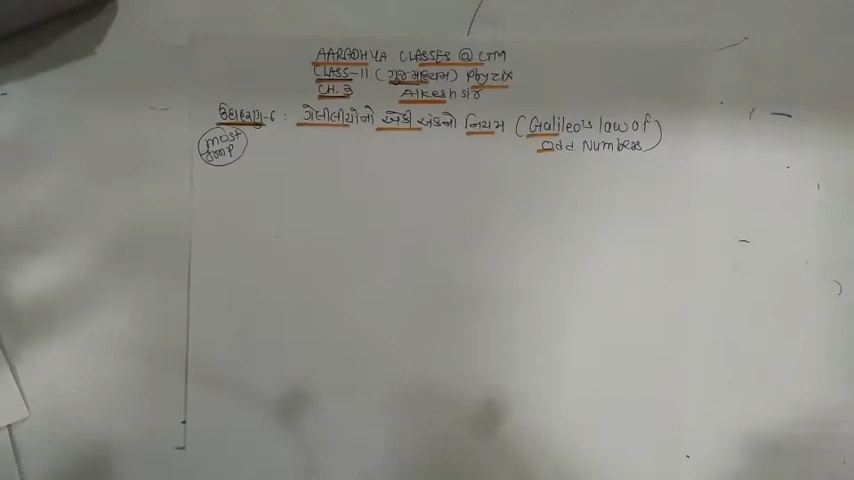 AARADHYA CLASSES @ CTM
CLASS-11 (ગુજ માધ્યમ) Phyzix
CH. 3 Alkesh sir
ઉદાહરણ-6 : ગેલીલીયોનો એકી અંકનો નિયમ (Galileo's law of
most Imp Odd Numbers)